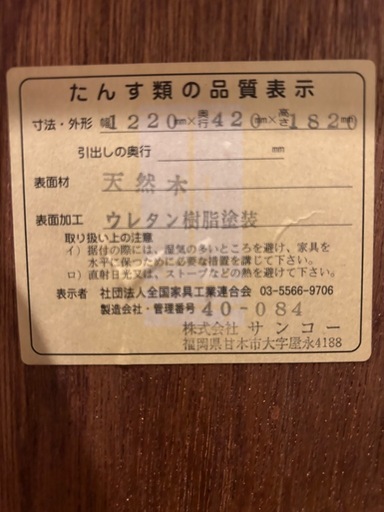 たんす類の品質表示
寸法・外形 幅1220mm×奥行420mm×高さ1820mm
引出しの奥行 mm
表面材 天然木
表面加工 ウレタン樹脂塗装
取り扱い上の注意
イ）据付の際には、湿気の多いところを避け、家具を
水平に保つために必要な措置を講じて下さい。
ロ）直射日光又は、ストーブなどの熱を避けて下さい。
表示者 社団法人全国家具工業連合会 03-5566-9706
製造会社・管理番号 40-084
株式会社 サンコー
福岡県甘木市大字屋永4188